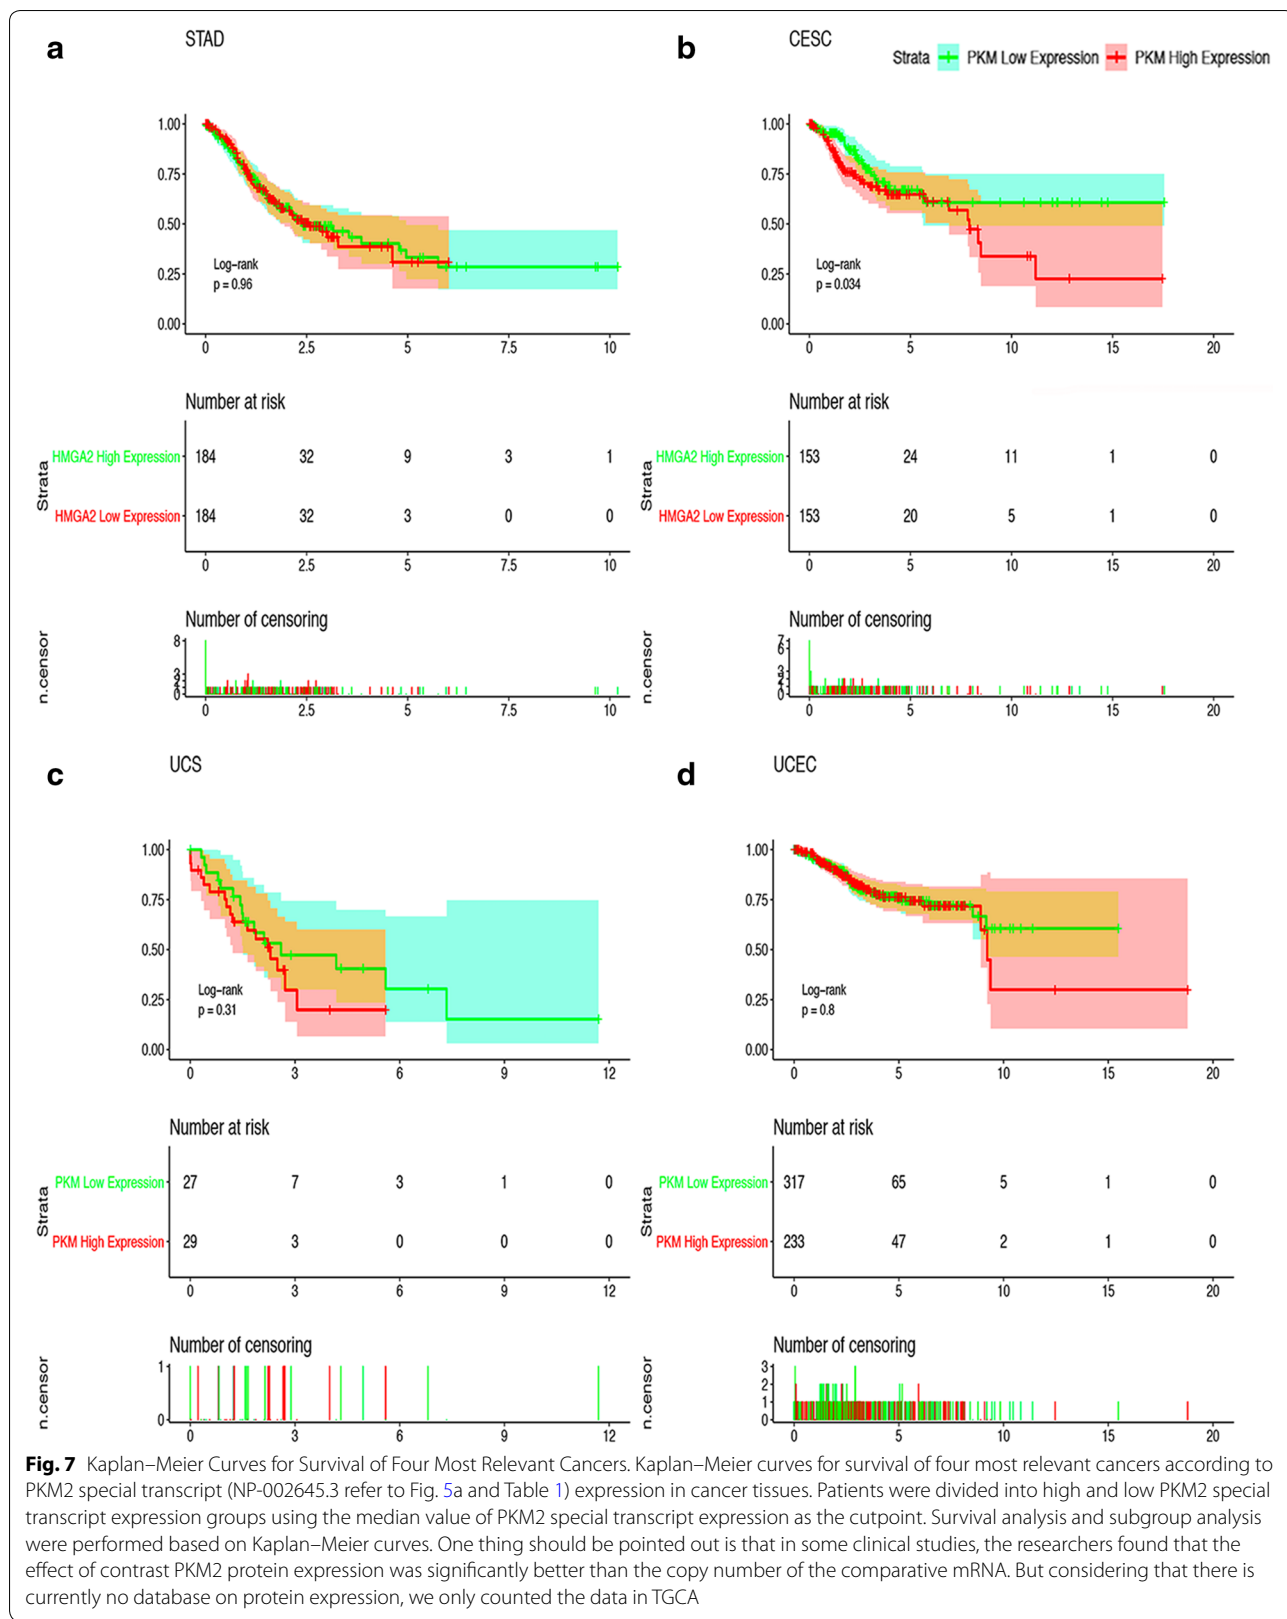 a
STAD
1.00
0.75
0.50
0.25
0.00
Log-rank
p = 0.96
0 2.5 5 7.5 10
Number at risk
Strata
HMGA2 High Expression 184 32 9 3 1
HMGA2 Low Expression 184 32 3 0 0
0 2.5 5 7.5 10
Number of censoring
n.censor
8
3
2
1
0
0 2.5 5 7.5 10
b
CESC
Strata PKM Low Expression PKM High Expression
1.00
0.75
0.50
0.25
0.00
Log-rank
p = 0.034
0 5 10 15 20
Number at risk
Strata
HMGA2 High Expression 153 24 11 1 0
HMGA2 Low Expression 153 20 5 1 0
0 5 10 15 20
Number of censoring
n.censor
7
6
3
2
1
0
0 5 10 15 20
c
UCS
1.00
0.75
0.50
0.25
0.00
Log-rank
p = 0.31
0 3 6 9 12
Number at risk
Strata
PKM Low Expression 27 7 3 1 0
PKM High Expression 29 3 0 0 0
0 3 6 9 12
Number of censoring
n.censor
1
0
0 3 6 9 12
d
UCEC
1.00
0.75
0.50
0.25
0.00
Log-rank
p = 0.8
0 5 10 15 20
Number at risk
Strata
PKM Low Expression 317 65 5 1 0
PKM High Expression 233 47 2 1 0
0 5 10 15 20
Number of censoring
n.censor
3
2
1
0
0 5 10 15 20
Fig. 7 Kaplan–Meier Curves for Survival of Four Most Relevant Cancers. Kaplan–Meier curves for survival of four most relevant cancers according to
PKM2 special transcript (NP-002645.3 refer to Fig. 5a and Table 1) expression in cancer tissues. Patients were divided into high and low PKM2 special
transcript expression groups using the median value of PKM2 special transcript expression as the cutpoint. Survival analysis and subgroup analysis
were performed based on Kaplan–Meier curves. One thing should be pointed out is that in some clinical studies, the researchers found that the
effect of contrast PKM2 protein expression was significantly better than the copy number of the comparative mRNA. But considering that there is
currently no database on protein expression, we only counted the data in TGCA